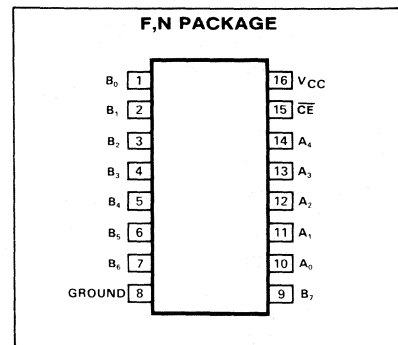 F,N PACKAGE
B₀ 1 16 VCC
B₁ 2 15 C̅E̅
B₂ 3 14 A₄
B₃ 4 13 A₃
B₄ 5 12 A₂
B₅ 6 11 A₁
B₆ 7 10 A₀
GROUND 8 9 B₇